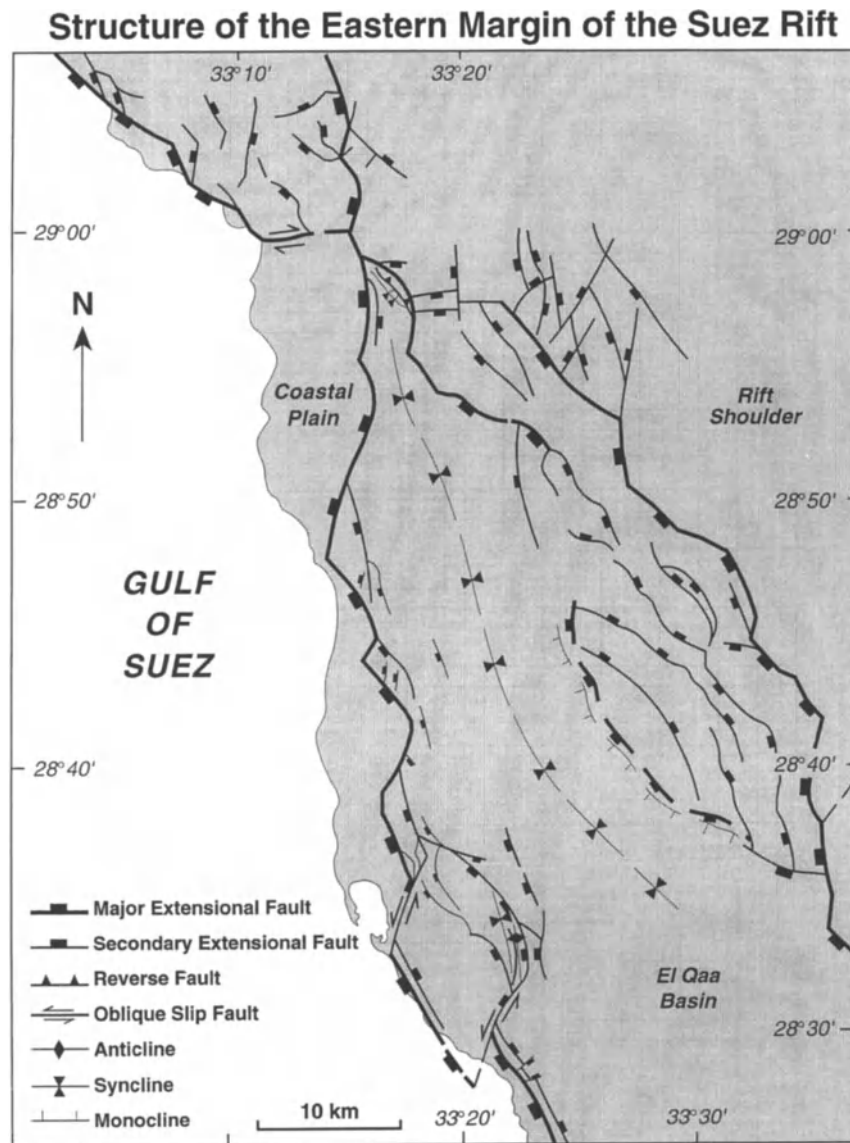 Structure of the Eastern Margin of the Suez Rift
33°10'
33°20'
29°00'
29°00'
N
Coastal
Plain
Rift
Shoulder
28°50'
28°50'
GULF
OF
SUEZ
28°40'
28°40'
Major Extensional Fault
Secondary Extensional Fault
Reverse Fault
Oblique Slip Fault
Anticline
Syncline
Monocline
El Qaa
Basin
28°30'
10 km
33°20'
33°30'